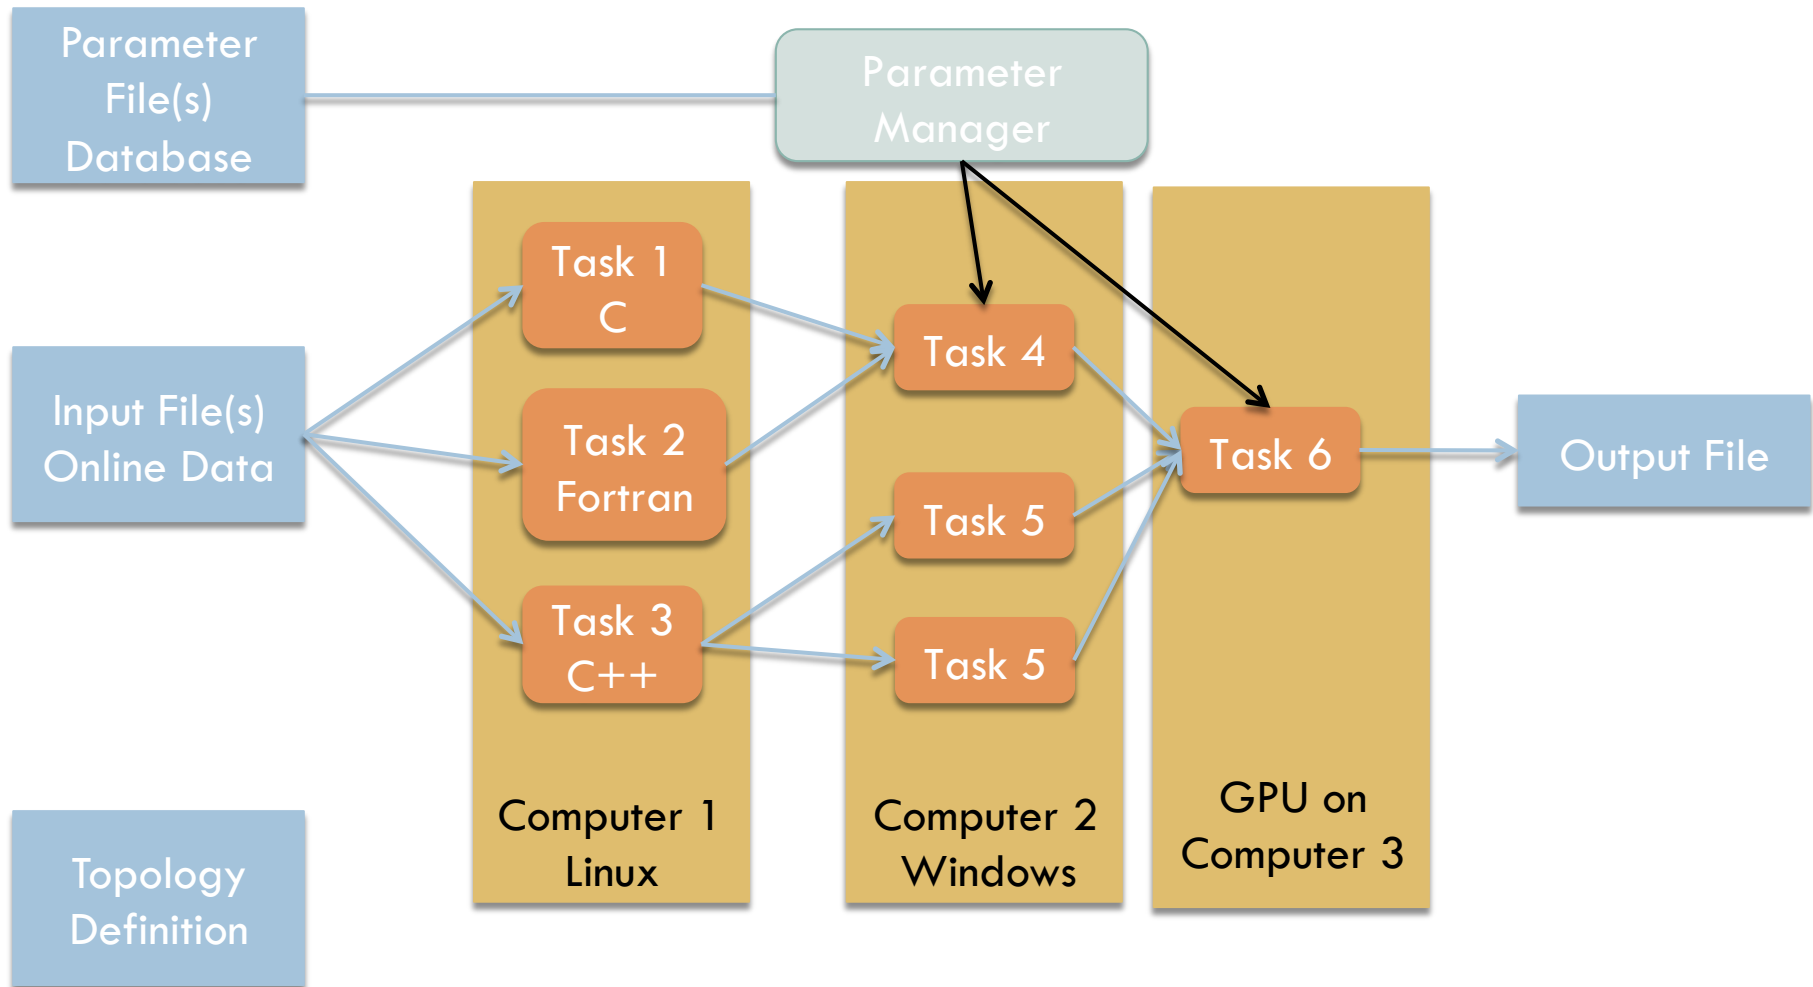 Parameter
File(s)
Database
Parameter
Manager
Input File(s)
Online Data
Task 1
C
Task 2
Fortran
Task 3
C++
Task 4
Task 5
Task 5
Task 6
Output File
Computer 1
Linux
Computer 2
Windows
GPU on
Computer 3
Topology
Definition